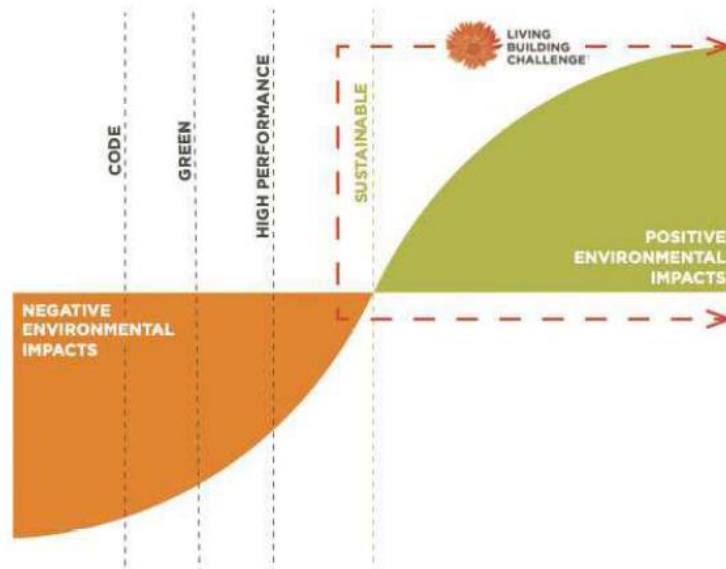 LIVING
BUILDING
CHALLENGE
CODE
GREEN
HIGH PERFORMANCE
SUSTAINABLE
POSITIVE
ENVIRONMENTAL
IMPACTS
NEGATIVE
ENVIRONMENTAL
IMPACTS